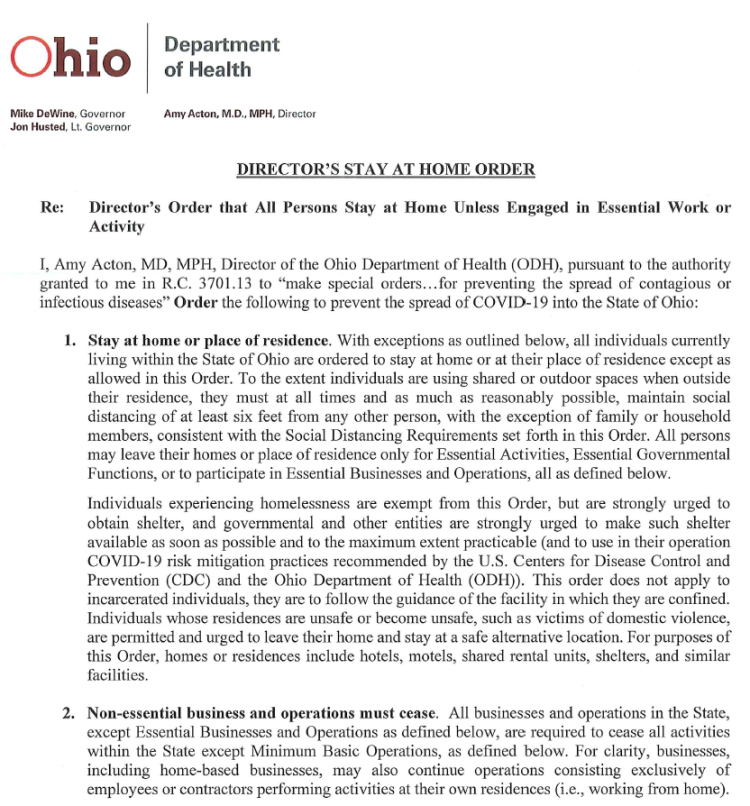 Ohio
Department
of Health
Mike DeWine, Governor
Jon Husted, Lt. Governor
Amy Acton, M.D., MPH, Director
DIRECTOR'S STAY AT HOME ORDER
Re: Director's Order that All Persons Stay at Home Unless Engaged in Essential Work or
Activity
I, Amy Acton, MD, MPH, Director of the Ohio Department of Health (ODH), pursuant to the authority
granted to me in R.C. 3701.13 to “make special orders…for preventing the spread of contagious or
infectious diseases” Order the following to prevent the spread of COVID-19 into the State of Ohio:
1. Stay at home or place of residence. With exceptions as outlined below, all individuals currently
living within the State of Ohio are ordered to stay at home or at their place of residence except as
allowed in this Order. To the extent individuals are using shared or outdoor spaces when outside
their residence, they must at all times and as much as reasonably possible, maintain social
distancing of at least six feet from any other person, with the exception of family or household
members, consistent with the Social Distancing Requirements set forth in this Order. All persons
may leave their homes or place of residence only for Essential Activities, Essential Governmental
Functions, or to participate in Essential Businesses and Operations, all as defined below.
Individuals experiencing homelessness are exempt from this Order, but are strongly urged to
obtain shelter, and governmental and other entities are strongly urged to make such shelter
available as soon as possible and to the maximum extent practicable (and to use in their operation
COVID-19 risk mitigation practices recommended by the U.S. Centers for Disease Control and
Prevention (CDC) and the Ohio Department of Health (ODH)). This order does not apply to
incarcerated individuals, they are to follow the guidance of the facility in which they are confined.
Individuals whose residences are unsafe or become unsafe, such as victims of domestic violence,
are permitted and urged to leave their home and stay at a safe alternative location. For purposes of
this Order, homes or residences include hotels, motels, shared rental units, shelters, and similar
facilities.
2. Non-essential business and operations must cease. All businesses and operations in the State,
except Essential Businesses and Operations as defined below, are required to cease all activities
within the State except Minimum Basic Operations, as defined below. For clarity, businesses,
including home-based businesses, may also continue operations consisting exclusively of
employees or contractors performing activities at their own residences (i.e., working from home).